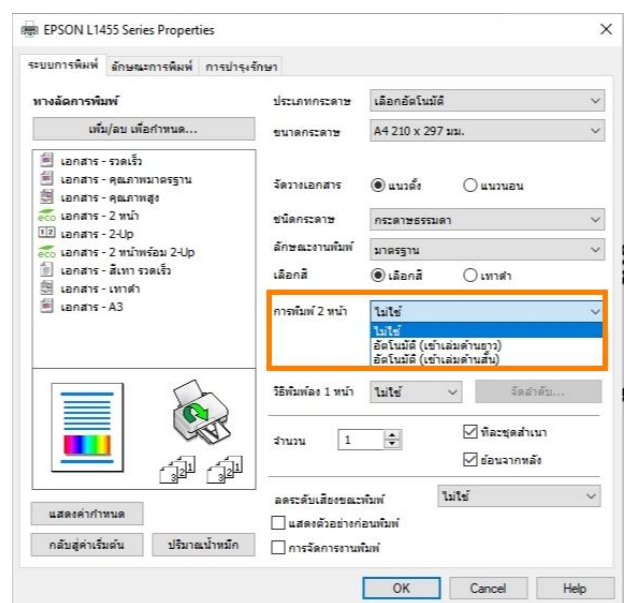 EPSON L1455 Series Properties
ระบบการพิมพ์ ลักษณะการพิมพ์ การบำรุงรักษา
ทางลัดการพิมพ์
เพิ่ม/ลบ เพื่อกำหนด...
เอกสาร - รวดเร็ว
เอกสาร - คุณภาพมาตรฐาน
เอกสาร - คุณภาพสูง
eco เอกสาร - 2 หน้า
1 2 เอกสาร - 2-Up
eco เอกสาร - 2 หน้าพร้อม 2-Up
เอกสาร - สีเทา รวดเร็ว
เอกสาร - เทาดำ
เอกสาร - A3
3 2 1 3 2 1
แสดงค่ากำหนด
กลับสู่ค่าเริ่มต้น ปริมาณน้ำหมึก
ประเภทกระดาษ เลือกอัตโนมัติ
ขนาดกระดาษ A4 210 x 297 มม.
จัดวางเอกสาร แนวตั้ง แนวนอน
ชนิดกระดาษ กระดาษธรรมดา
ลักษณะงานพิมพ์ มาตรฐาน
เลือกสี เลือกสี เทาดำ
การพิมพ์ 2 หน้า ไม่ใช้
ไม่ใช้
อัตโนมัติ (เข้าเล่มด้านยาว)
อัตโนมัติ (เข้าเล่มด้านสั้น)
วิธีพิมพ์ลง 1 หน้า ไม่ใช้ จัดลำดับ...
จำนวน 1 ทีละชุดสำเนา
ย้อนจากหลัง
ลดระดับเสียงขณะพิมพ์ ไม่ใช้
แสดงตัวอย่างก่อนพิมพ์
การจัดการงานพิมพ์
OK Cancel Help